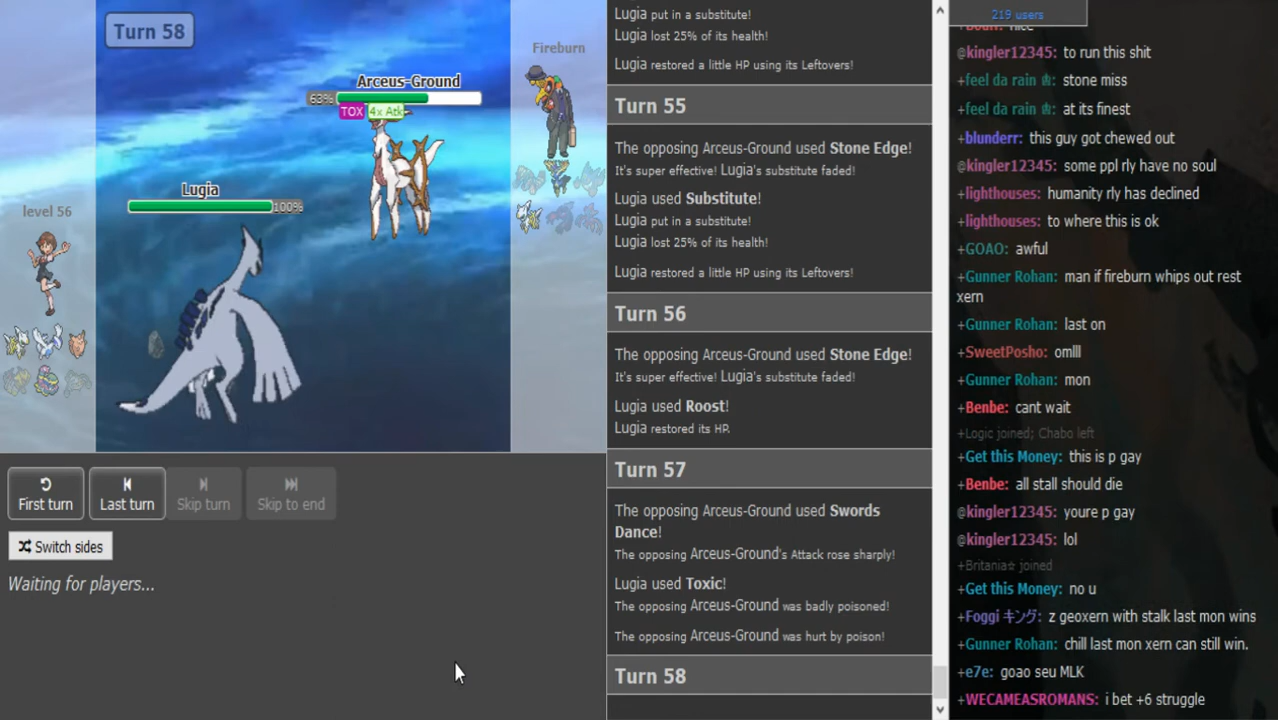 Turn 58
level 56
Fireburn
Arceus-Ground
63%
TOX 4x Atk
Lugia
100%
First turn
Last turn
Skip turn
Skip to end
Switch sides
Waiting for players...
Lugia put in a substitute!
Lugia lost 25% of its health!
Lugia restored a little HP using its Leftovers!
Turn 55
The opposing Arceus-Ground used Stone Edge!
It's super effective! Lugia's substitute faded!
Lugia used Substitute!
Lugia put in a substitute!
Lugia lost 25% of its health!
Lugia restored a little HP using its Leftovers!
Turn 56
The opposing Arceus-Ground used Stone Edge!
It's super effective! Lugia's substitute faded!
Lugia used Roost!
Lugia restored its HP.
Turn 57
The opposing Arceus-Ground used Swords
Dance!
The opposing Arceus-Ground's Attack rose sharply!
Lugia used Toxic!
The opposing Arceus-Ground was badly poisoned!
The opposing Arceus-Ground was hurt by poison!
Turn 58
219 users
@kingler12345: to run this shit
+feel da rain: stone miss
+feel da rain: at its finest
+blunderr: this guy got chewed out
@kingler12345: some ppl rly have no soul
+lighthouses: humanity rly has declined
+lighthouses: to where this is ok
+GOAO: awful
+Gunner Rohan: man if fireburn whips out rest
xern
+Gunner Rohan: last on
+SweetPosho: omlll
+Gunner Rohan: mon
+Benbe: cant wait
+Logic joined; Chabo left
+Get this Money: this is p gay
+Benbe: all stall should die
@kingler12345: youre p gay
@kingler12345: lol
+Britania☆ joined
+Get this Money: no u
+Foggi キング: z geoxern with stalk last mon wins
+Gunner Rohan: chill last mon xern can still win.
+e7e: goao seu MLK
+WECAMEASROMANS: i bet +6 struggle